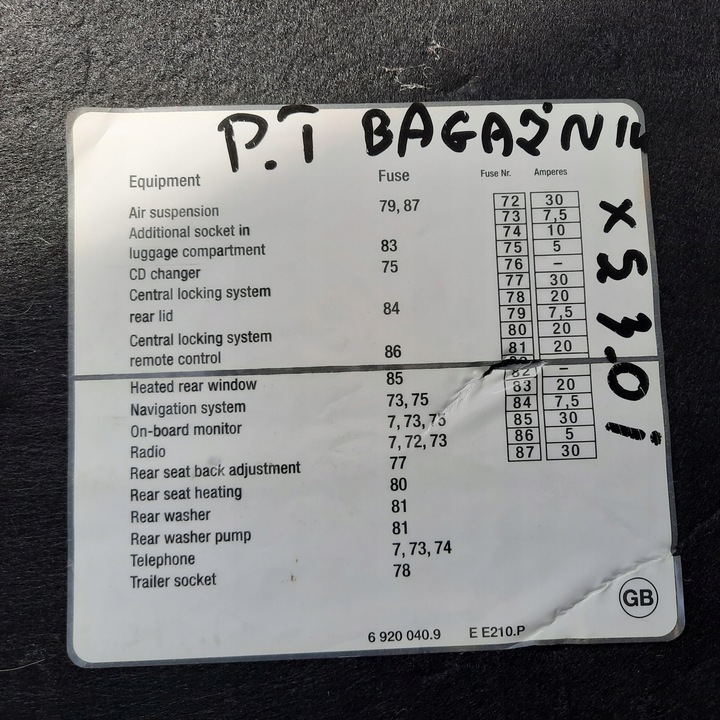 P.T BAGAŻNIK
X5 3.0i
Equipment Fuse Fuse Nr. Amperes
Air suspension 79, 87
Additional socket in
luggage compartment 83
CD changer 75
Central locking system
rear lid 84
Central locking system
remote control 86
Heated rear window 85
Navigation system 73, 75
On-board monitor 7, 73, 75
Radio 7, 72, 73
Rear seat back adjustment 77
Rear seat heating 80
Rear washer 81
Rear washer pump 81
Telephone 7, 73, 74
Trailer socket 78
72 30
73 7,5
74 10
75 5
76 –
77 30
78 20
79 7,5
80 20
81 20
82 –
83 20
84 7,5
85 30
86 5
87 30
GB
6 920 040.9 E E210.P